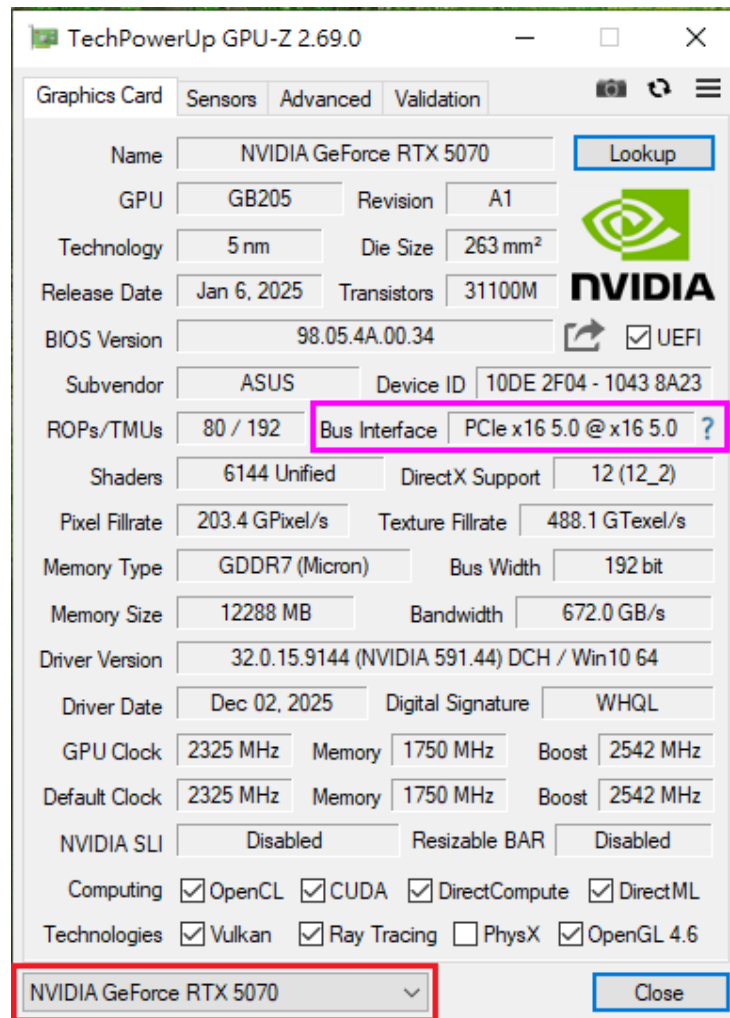 TechPowerUp GPU-Z 2.69.0
Graphics Card Sensors Advanced Validation
Name NVIDIA GeForce RTX 5070 Lookup
GPU GB205 Revision A1
Technology 5 nm Die Size 263 mm²
Release Date Jan 6, 2025 Transistors 31100M
NVIDIA
BIOS Version 98.05.4A.00.34 UEFI
Subvendor ASUS Device ID 10DE 2F04 - 1043 8A23
ROPs/TMUs 80 / 192 Bus Interface PCIe x16 5.0 @ x16 5.0 ?
Shaders 6144 Unified DirectX Support 12 (12_2)
Pixel Fillrate 203.4 GPixel/s Texture Fillrate 488.1 GTexel/s
Memory Type GDDR7 (Micron) Bus Width 192 bit
Memory Size 12288 MB Bandwidth 672.0 GB/s
Driver Version 32.0.15.9144 (NVIDIA 591.44) DCH / Win10 64
Driver Date Dec 02, 2025 Digital Signature WHQL
GPU Clock 2325 MHz Memory 1750 MHz Boost 2542 MHz
Default Clock 2325 MHz Memory 1750 MHz Boost 2542 MHz
NVIDIA SLI Disabled Resizable BAR Disabled
Computing OpenCL CUDA DirectCompute DirectML
Technologies Vulkan Ray Tracing PhysX OpenGL 4.6
NVIDIA GeForce RTX 5070 Close